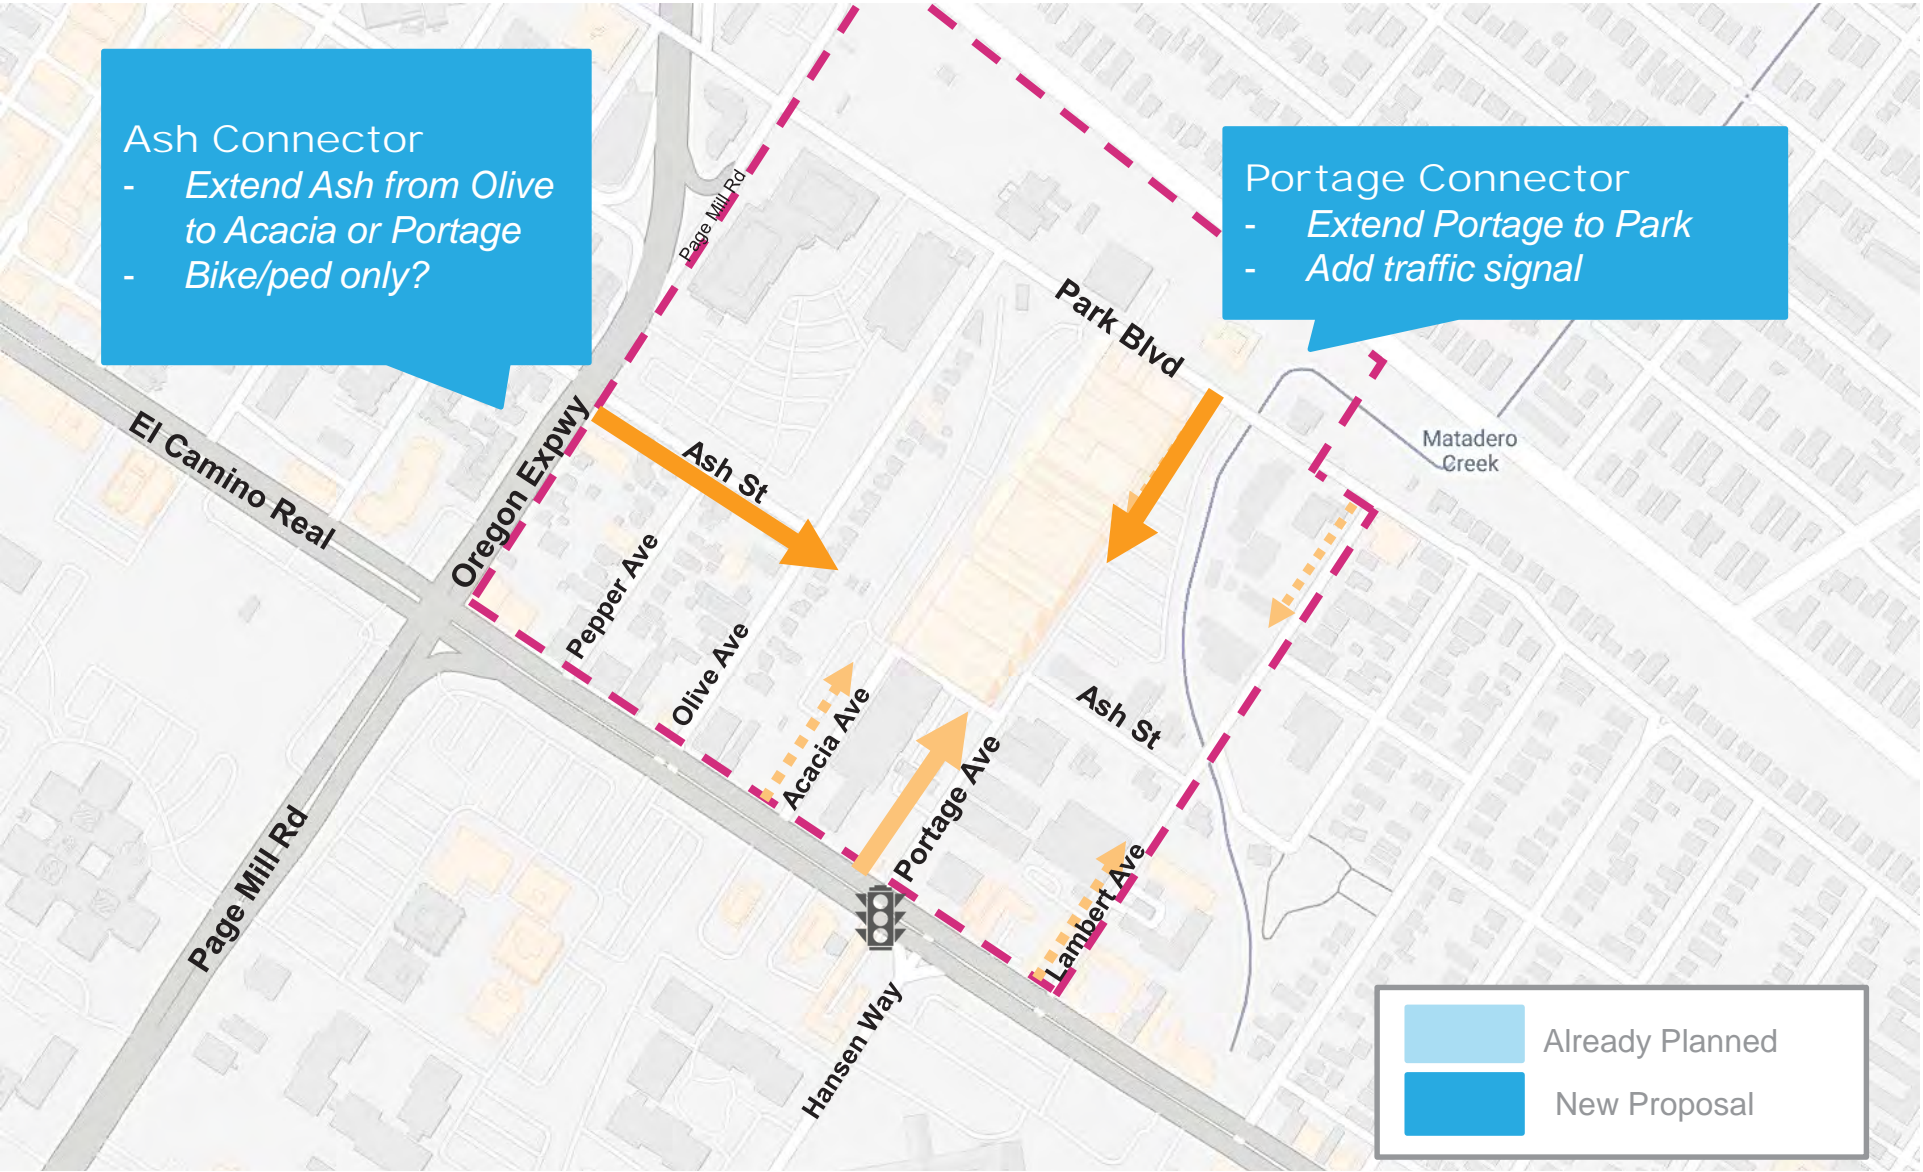 Ash Connector
- Extend Ash from Olive
to Acacia or Portage
- Bike/ped only?
Portage Connector
- Extend Portage to Park
- Add traffic signal
Page Mill Rd
Park Blvd
El Camino Real
Oregon Expwy
Ash St
Matadero
Creek
Pepper Ave
Olive Ave
Acacia Ave
Ash St
Portage Ave
Lambert Ave
Page Mill Rd
Hansen Way
Already Planned
New Proposal